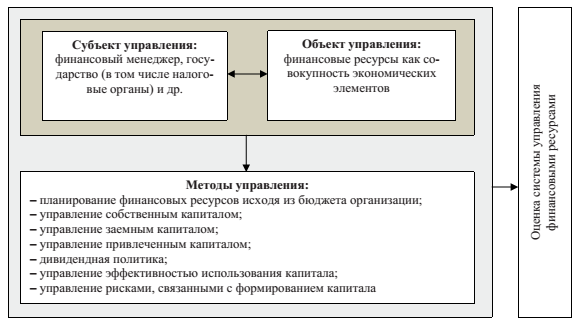 Субъект управления:
финансовый менеджер, госу-
дарство (в том числе налого-
вые органы) и др.
Объект управления:
финансовые ресурсы как со-
вокупность экономических
элементов
Методы управления:
– планирование финансовых ресурсов исходя из бюджета организации;
– управление собственным капиталом;
– управление заемным капиталом;
– управление привлеченным капиталом;
– дивидендная политика;
– управление эффективностью использования капитала;
– управление рисками, связанными с формированием капитала
Оценка системы управления
финансовыми ресурсами